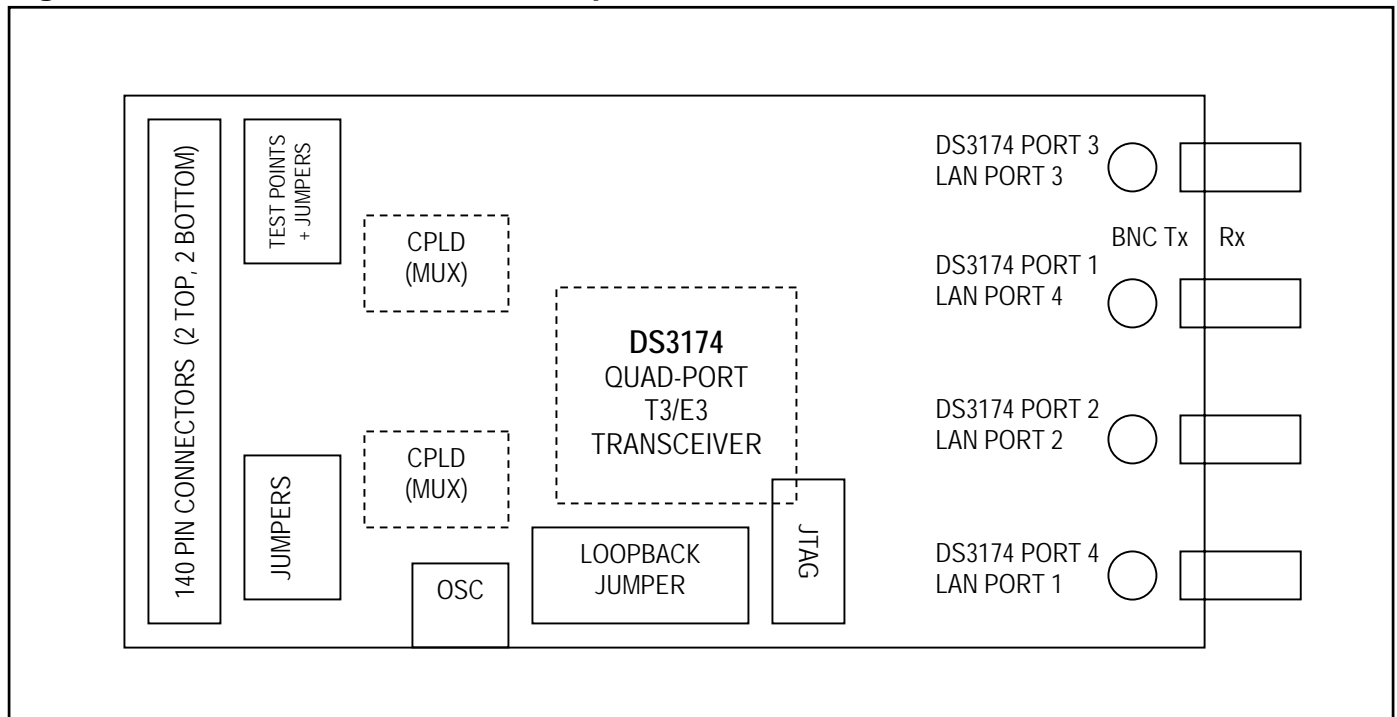 140 PIN CONNECTORS (2 TOP, 2 BOTTOM)
TEST POINTS
+ JUMPERS
JUMPERS
CPLD
(MUX)
CPLD
(MUX)
OSC
DS3174
QUAD-PORT
T3/E3
TRANSCEIVER
LOOPBACK
JUMPER
JTAG
DS3174 PORT 3
LAN PORT 3
BNC Tx Rx
DS3174 PORT 1
LAN PORT 4
DS3174 PORT 2
LAN PORT 2
DS3174 PORT 4
LAN PORT 1